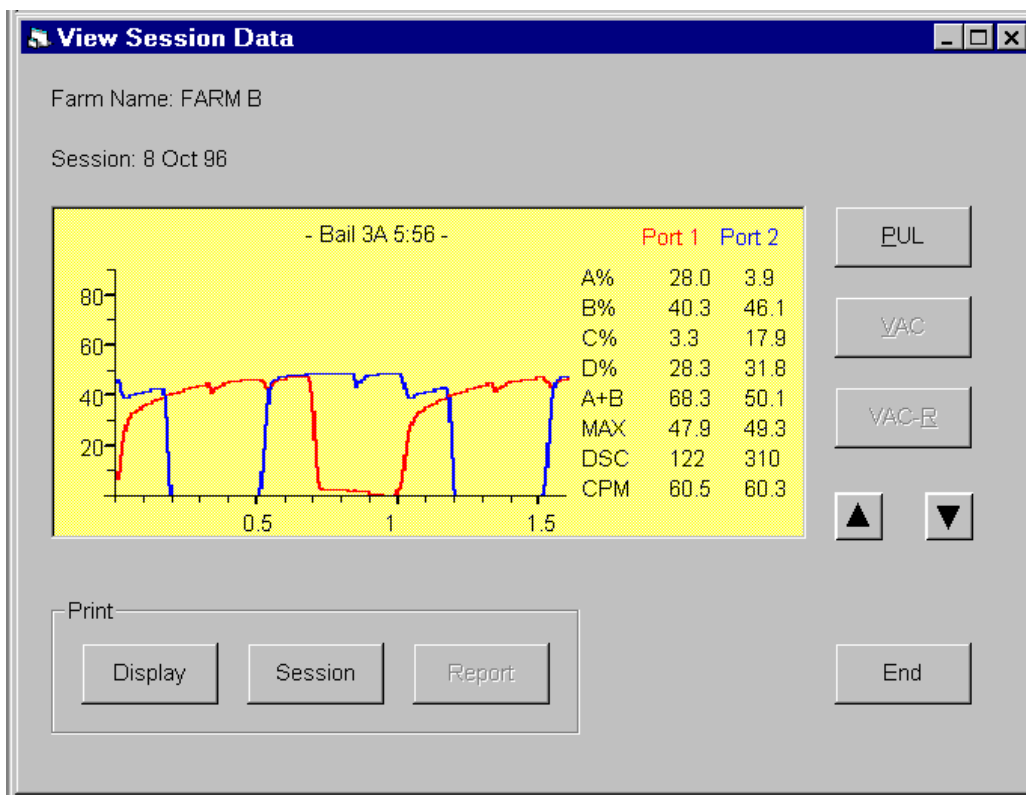 View Session Data
Farm Name: FARM B
Session: 8 Oct 96
- Bail 3A 5:56 -
Port 1 Port 2
A% 28.0 3.9
B% 40.3 46.1
C% 3.3 17.9
D% 28.3 31.8
A+B 68.3 50.1
MAX 47.9 49.3
DSC 122 310
CPM 60.5 60.3
80
60
40
20
0.5 1 1.5
PUL
VAC
VAC-R
Print
Display Session Report
End